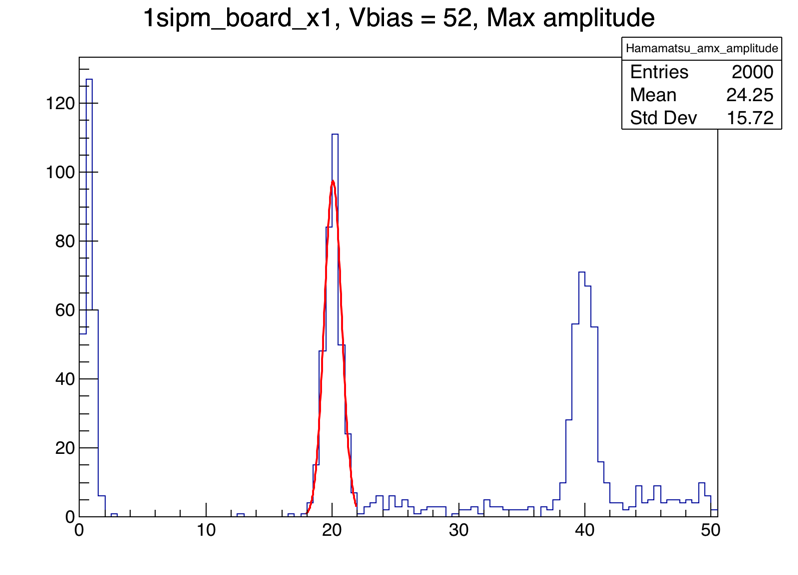 1sipm_board_x1, Vbias = 52, Max amplitude
Hamamatsu_amx_amplitude
Entries 2000
Mean 24.25
Std Dev 15.72
120
100
80
60
40
20
0
0 10 20 30 40 50